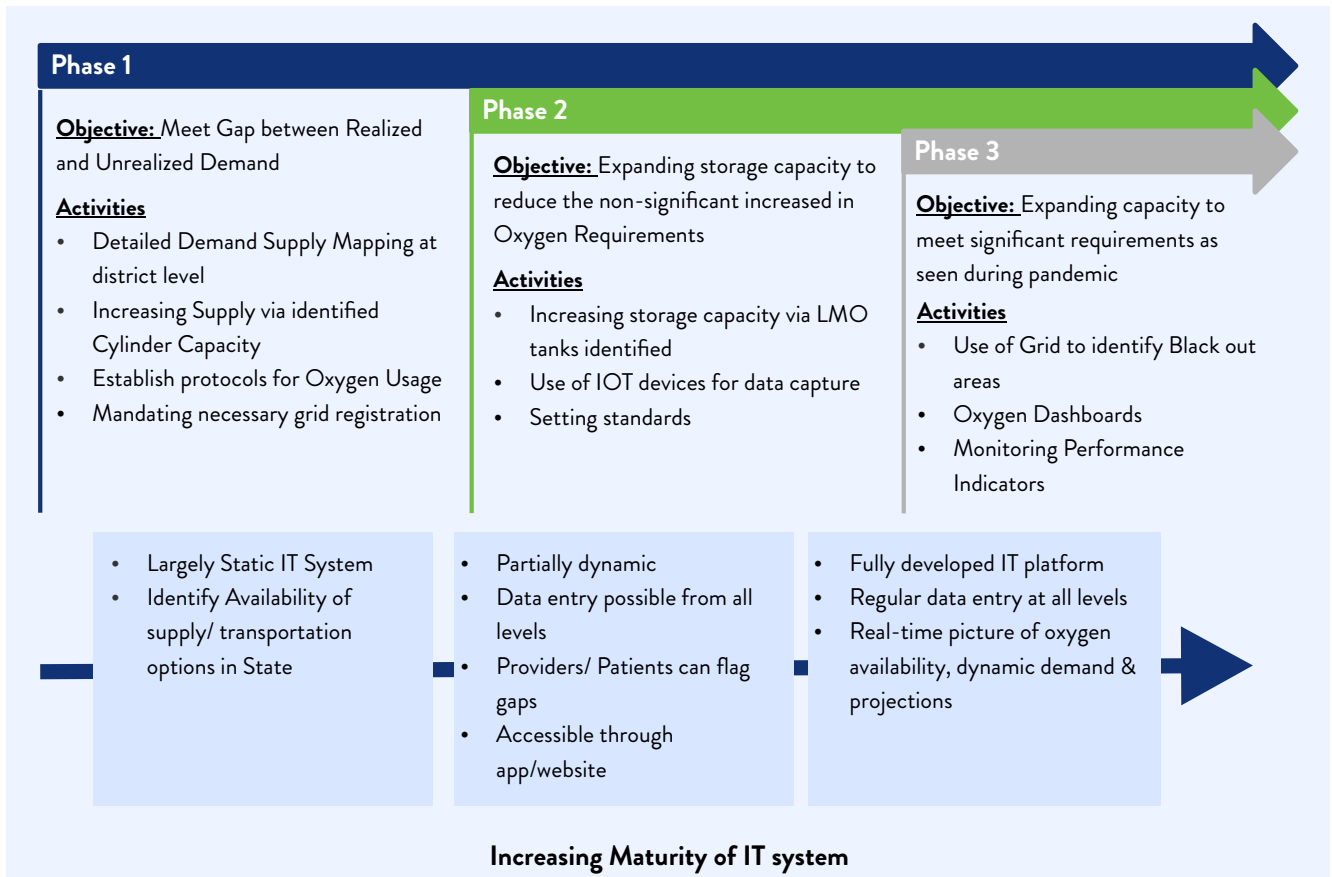 Phase 1
Objective: Meet Gap between Realized
and Unrealized Demand
Activities
• Detailed Demand Supply Mapping at
district level
• Increasing Supply via identified
Cylinder Capacity
• Establish protocols for Oxygen Usage
• Mandating necessary grid registration
Phase 2
Objective: Expanding storage capacity to
reduce the non-significant increased in
Oxygen Requirements
Activities
• Increasing storage capacity via LMO
tanks identified
• Use of IOT devices for data capture
• Setting standards
Phase 3
Objective: Expanding capacity to
meet significant requirements as
seen during pandemic
Activities
• Use of Grid to identify Black out
areas
• Oxygen Dashboards
• Monitoring Performance
Indicators
• Largely Static IT System
• Identify Availability of
supply/ transportation
options in State
• Partially dynamic
• Data entry possible from all
levels
• Providers/ Patients can flag
gaps
• Accessible through
app/website
• Fully developed IT platform
• Regular data entry at all levels
• Real-time picture of oxygen
availability, dynamic demand &
projections
Increasing Maturity of IT system